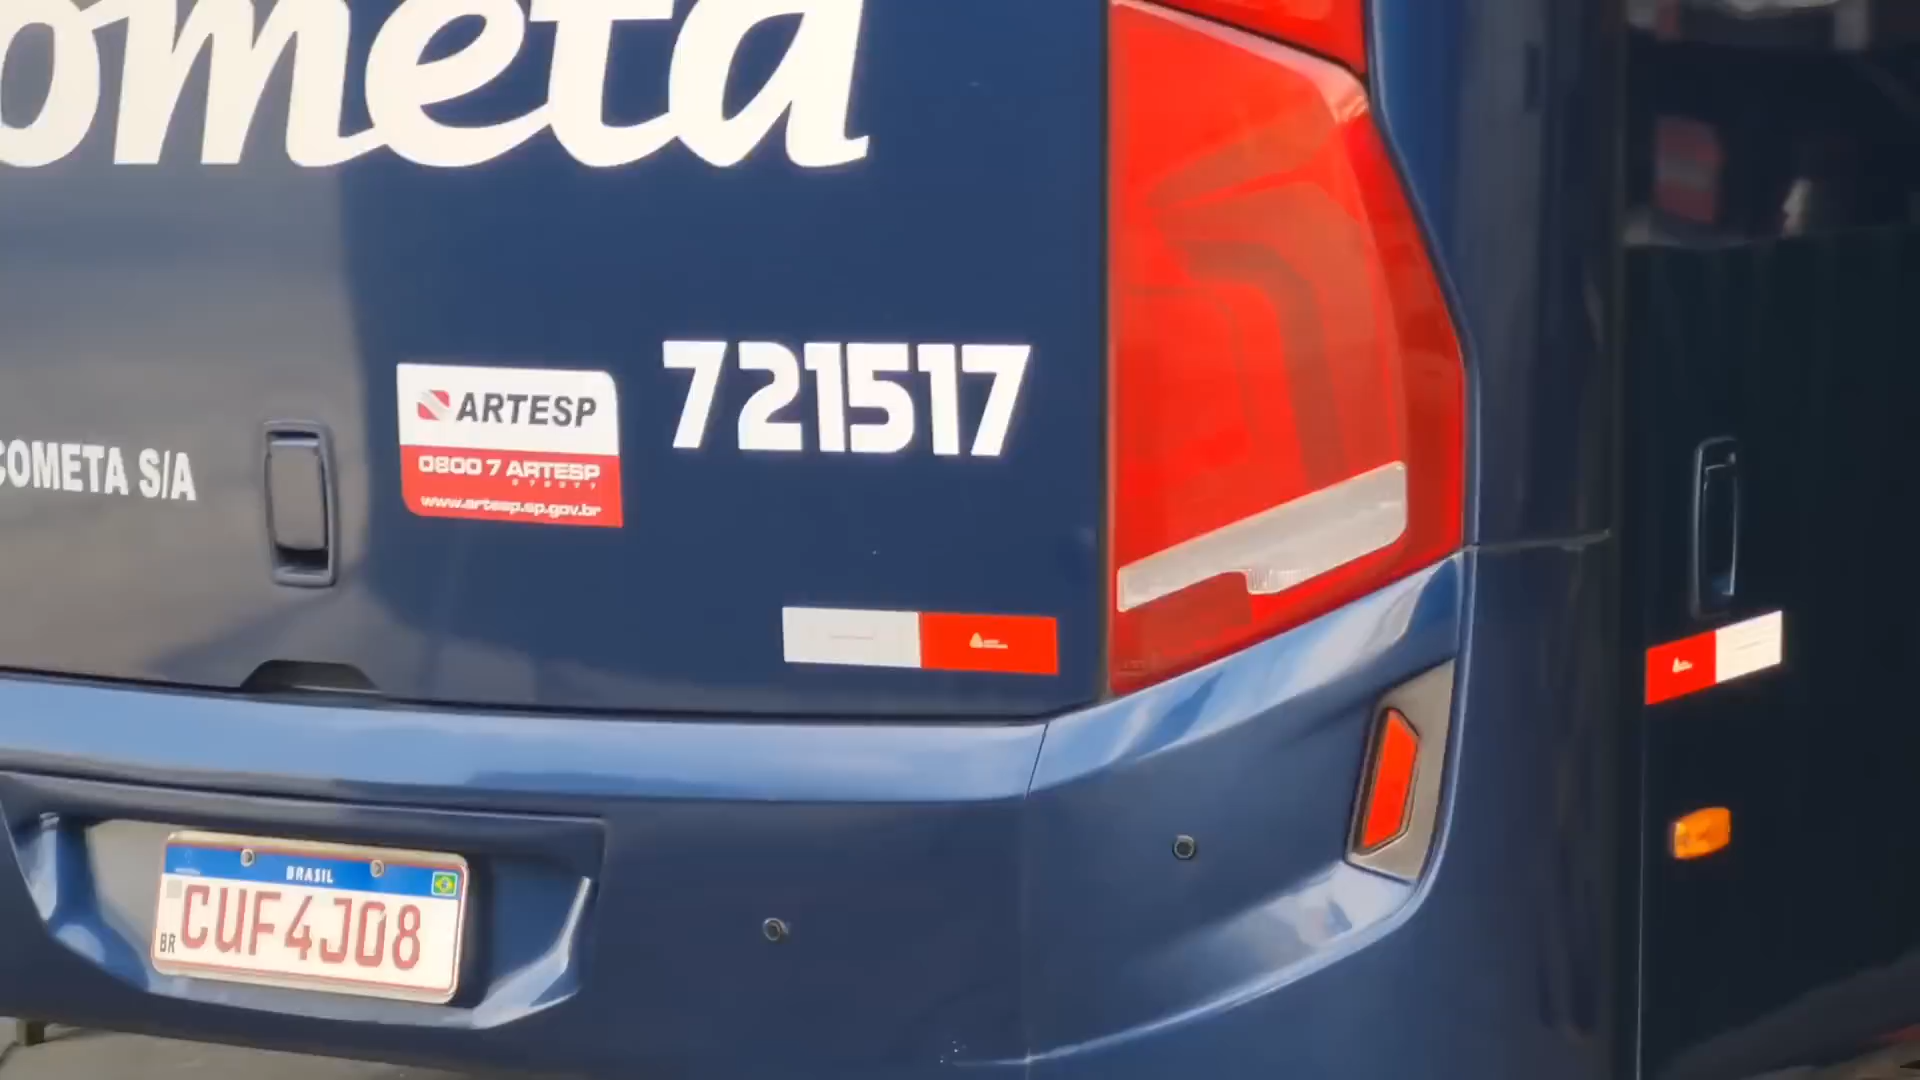 ometa
721517
ARTESP
0800 7 ARTESP
www.artesp.sp.gov.br
COMETA S/A
BRASIL
BR
CUF4J08